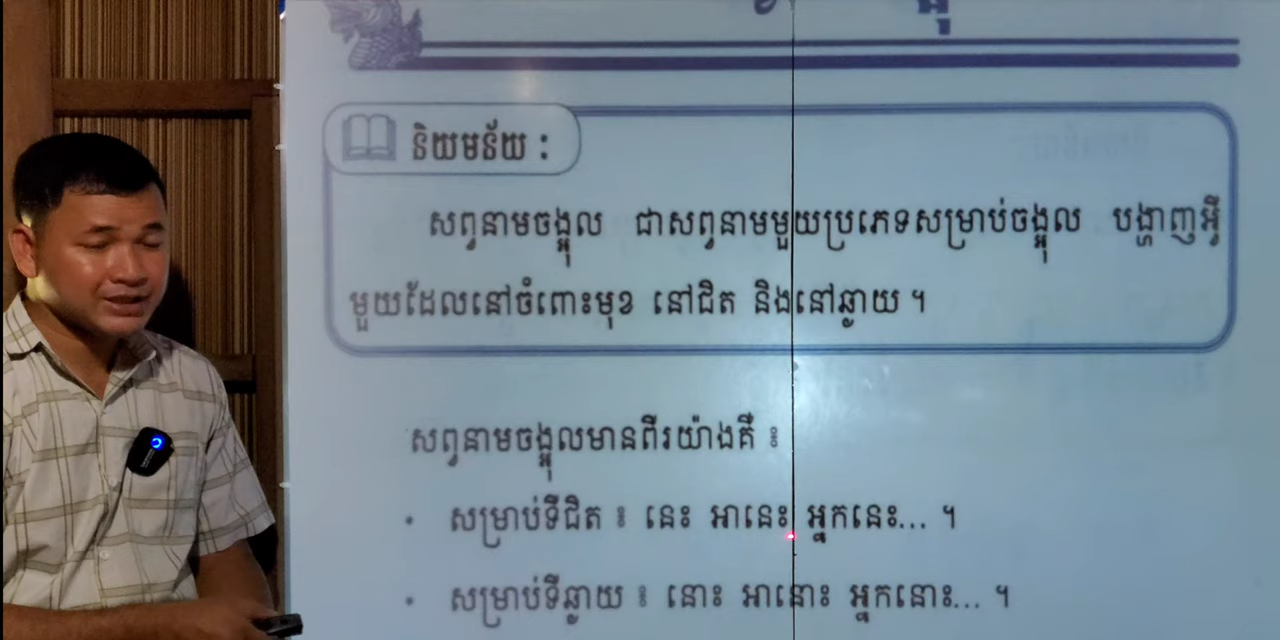 និយមន័យ :
សព្វនាមចង្អុល ជាសព្វនាមមួយប្រភេទសម្រាប់ចង្អុល បង្ហាញអ្វី
មួយដែលនៅចំពោះមុខ នៅជិត និងនៅឆ្ងាយ ។
សព្វនាមចង្អុលមានពីរយ៉ាងគឺ ៖
• សម្រាប់ទីជិត ៖ នេះ អានេះ អ្នកនេះ... ។
• សម្រាប់ទីឆ្ងាយ ៖ នោះ អានោះ អ្នកនោះ... ។